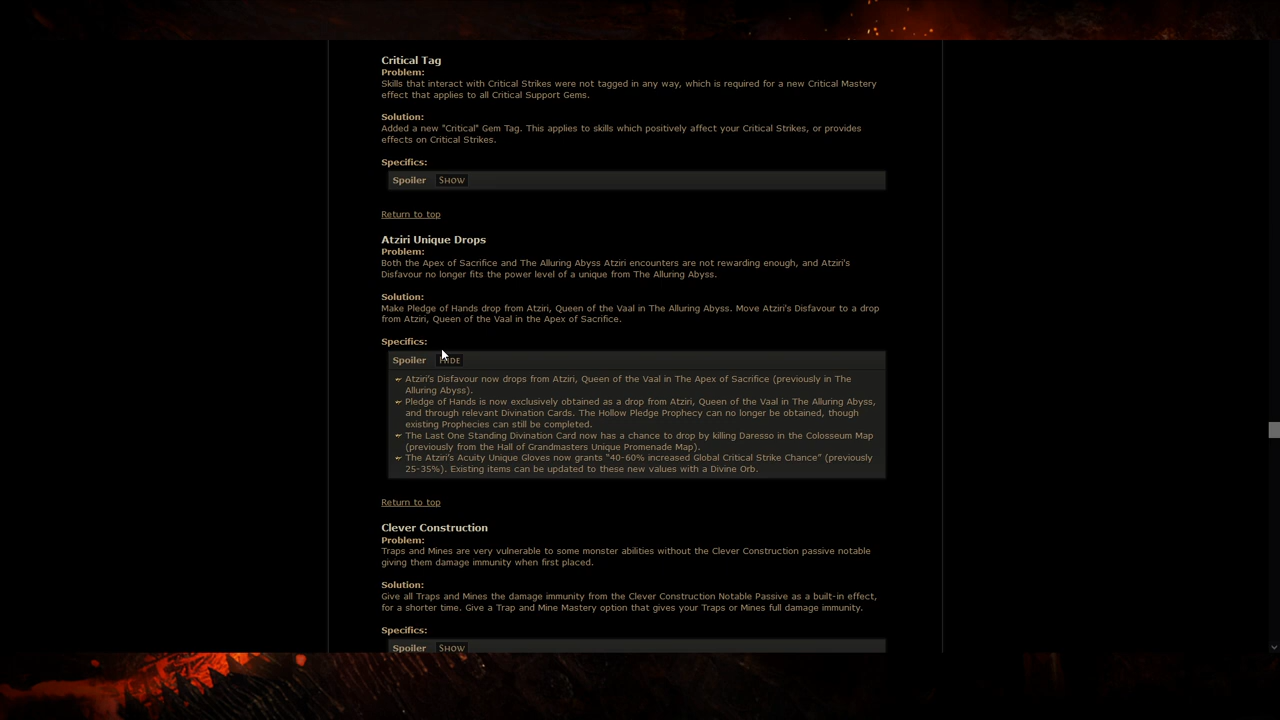 Critical Tag
Problem:
Skills that interact with Critical Strikes were not tagged in any way, which is required for a new Critical Mastery
effect that applies to all Critical Support Gems.
Solution:
Added a new "Critical" Gem Tag. This applies to skills which positively affect your Critical Strikes, or provides
effects on Critical Strikes.
Specifics:
Spoiler Show
Return to top
Atziri Unique Drops
Problem:
Both the Apex of Sacrifice and The Alluring Abyss Atziri encounters are not rewarding enough, and Atziri's
Disfavour no longer fits the power level of a unique from The Alluring Abyss.
Solution:
Make Pledge of Hands drop from Atziri, Queen of the Vaal in The Alluring Abyss. Move Atziri's Disfavour to a drop
from Atziri, Queen of the Vaal in the Apex of Sacrifice.
Specifics:
Spoiler Hide
Atziri's Disfavour now drops from Atziri, Queen of the Vaal in The Apex of Sacrifice (previously in The
Alluring Abyss).
Pledge of Hands is now exclusively obtained as a drop from Atziri, Queen of the Vaal in The Alluring Abyss,
and through relevant Divination Cards. The Hollow Pledge Prophecy can no longer be obtained, though
existing Prophecies can still be completed.
The Last One Standing Divination Card now has a chance to drop by killing Daresso in the Colosseum Map
(previously from the Hall of Grandmasters Unique Promenade Map).
The Atziri's Acuity Unique Gloves now grants "40-60% increased Global Critical Strike Chance” (previously
25-35%). Existing items can be updated to these new values with a Divine Orb.
Return to top
Clever Construction
Problem:
Traps and Mines are very vulnerable to some monster abilities without the Clever Construction passive notable
giving them damage immunity when first placed.
Solution:
Give all Traps and Mines the damage immunity from the Clever Construction Notable Passive as a built-in effect,
for a shorter time. Give a Trap and Mine Mastery option that gives your Traps or Mines full damage immunity.
Specifics:
Spoiler Show